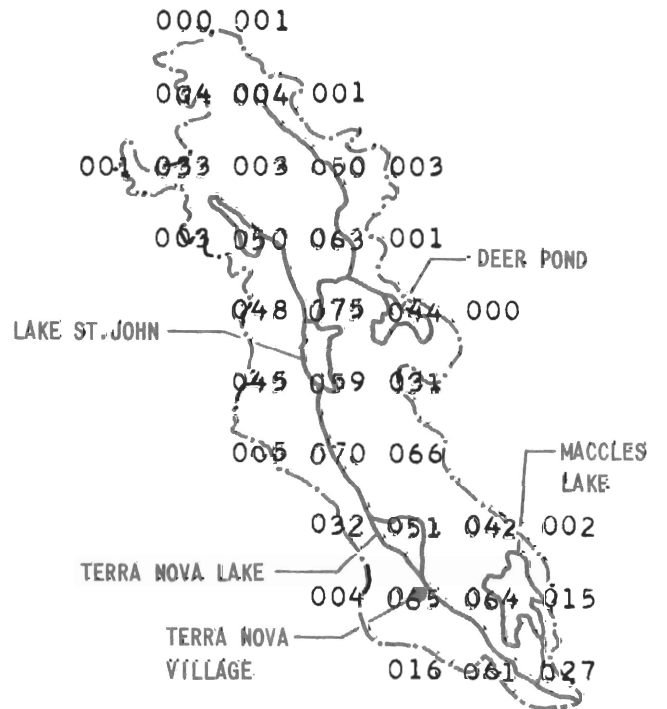 000 001
004 004 001
001 033 003 050 003
003 050 063 001
DEER POND
048 075 044 000
LAKE ST. JOHN
045 059 031
005 070 066
MACCLES
LAKE
032 051 042 002
TERRA NOVA LAKE
004 065 064 015
TERRA NOVA
VILLAGE
016 061 027